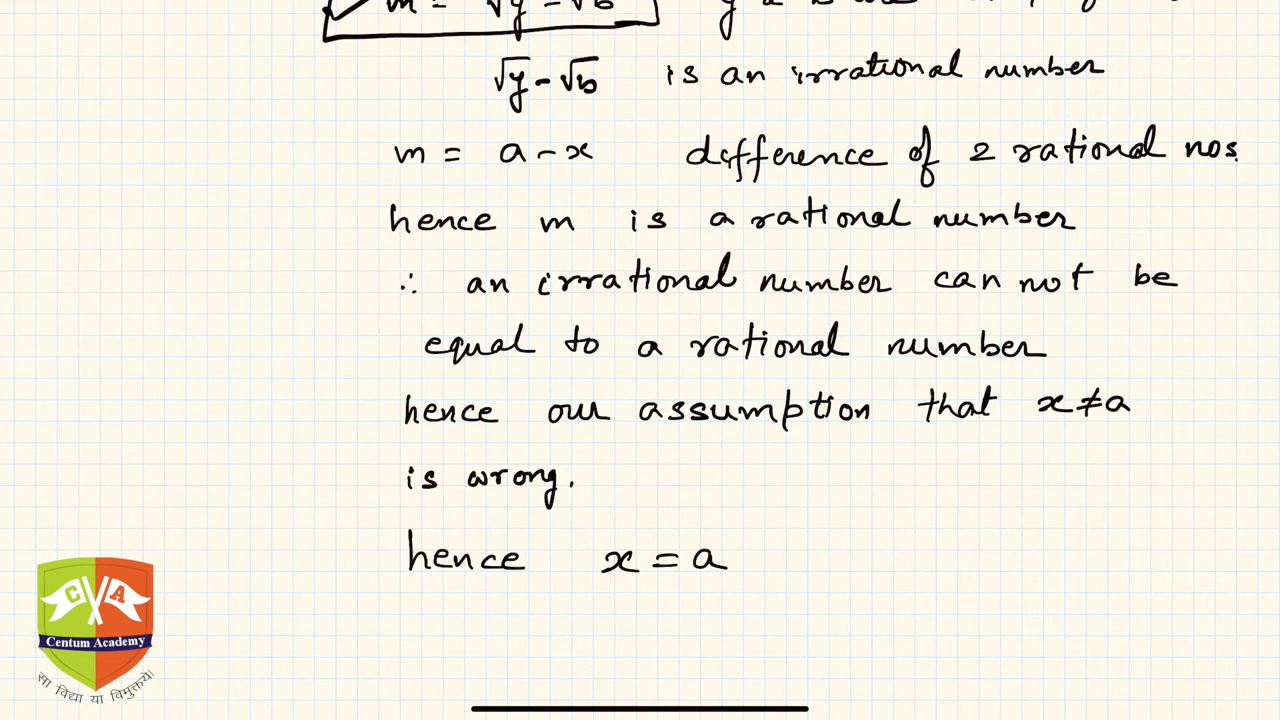 m = √y - √b y
√y - √b is an irrational number
m = a - x difference of 2 rational nos.
hence m is a rational number
∴ an irrational number can not be
equal to a rational number
hence our assumption that x ≠ a
is wrong.
hence x = a
C A
Centum Academy
सा विद्या या विमुक्तये।